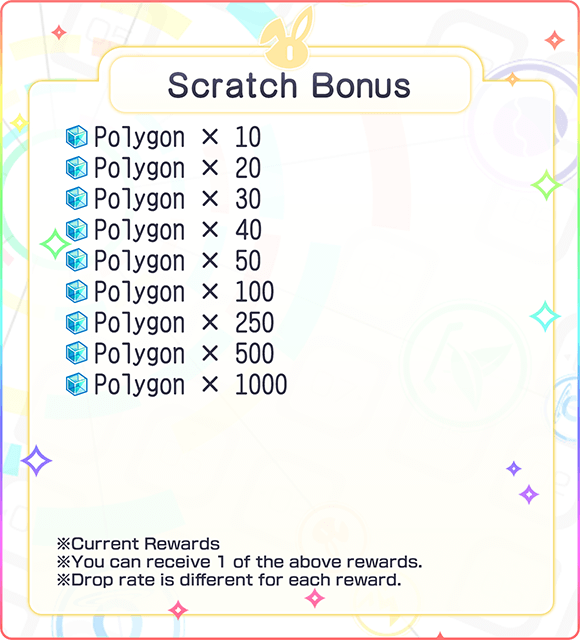 Scratch Bonus
Polygon × 10
Polygon × 20
Polygon × 30
Polygon × 40
Polygon × 50
Polygon × 100
Polygon × 250
Polygon × 500
Polygon × 1000
※Current Rewards
※You can receive 1 of the above rewards.
※Drop rate is different for each reward.